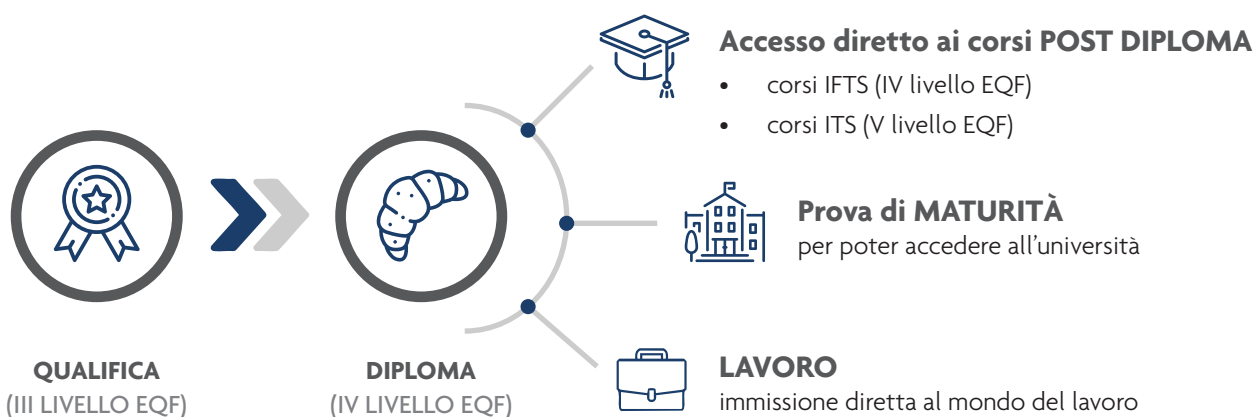 Accesso diretto ai corsi POST DIPLOMA
• corsi IFTS (IV livello EQF)
• corsi ITS (V livello EQF)
Prova di MATURITÀ
per poter accedere all'università
QUALIFICA
(III LIVELLO EQF)
DIPLOMA
(IV LIVELLO EQF)
LAVORO
immissione diretta al mondo del lavoro